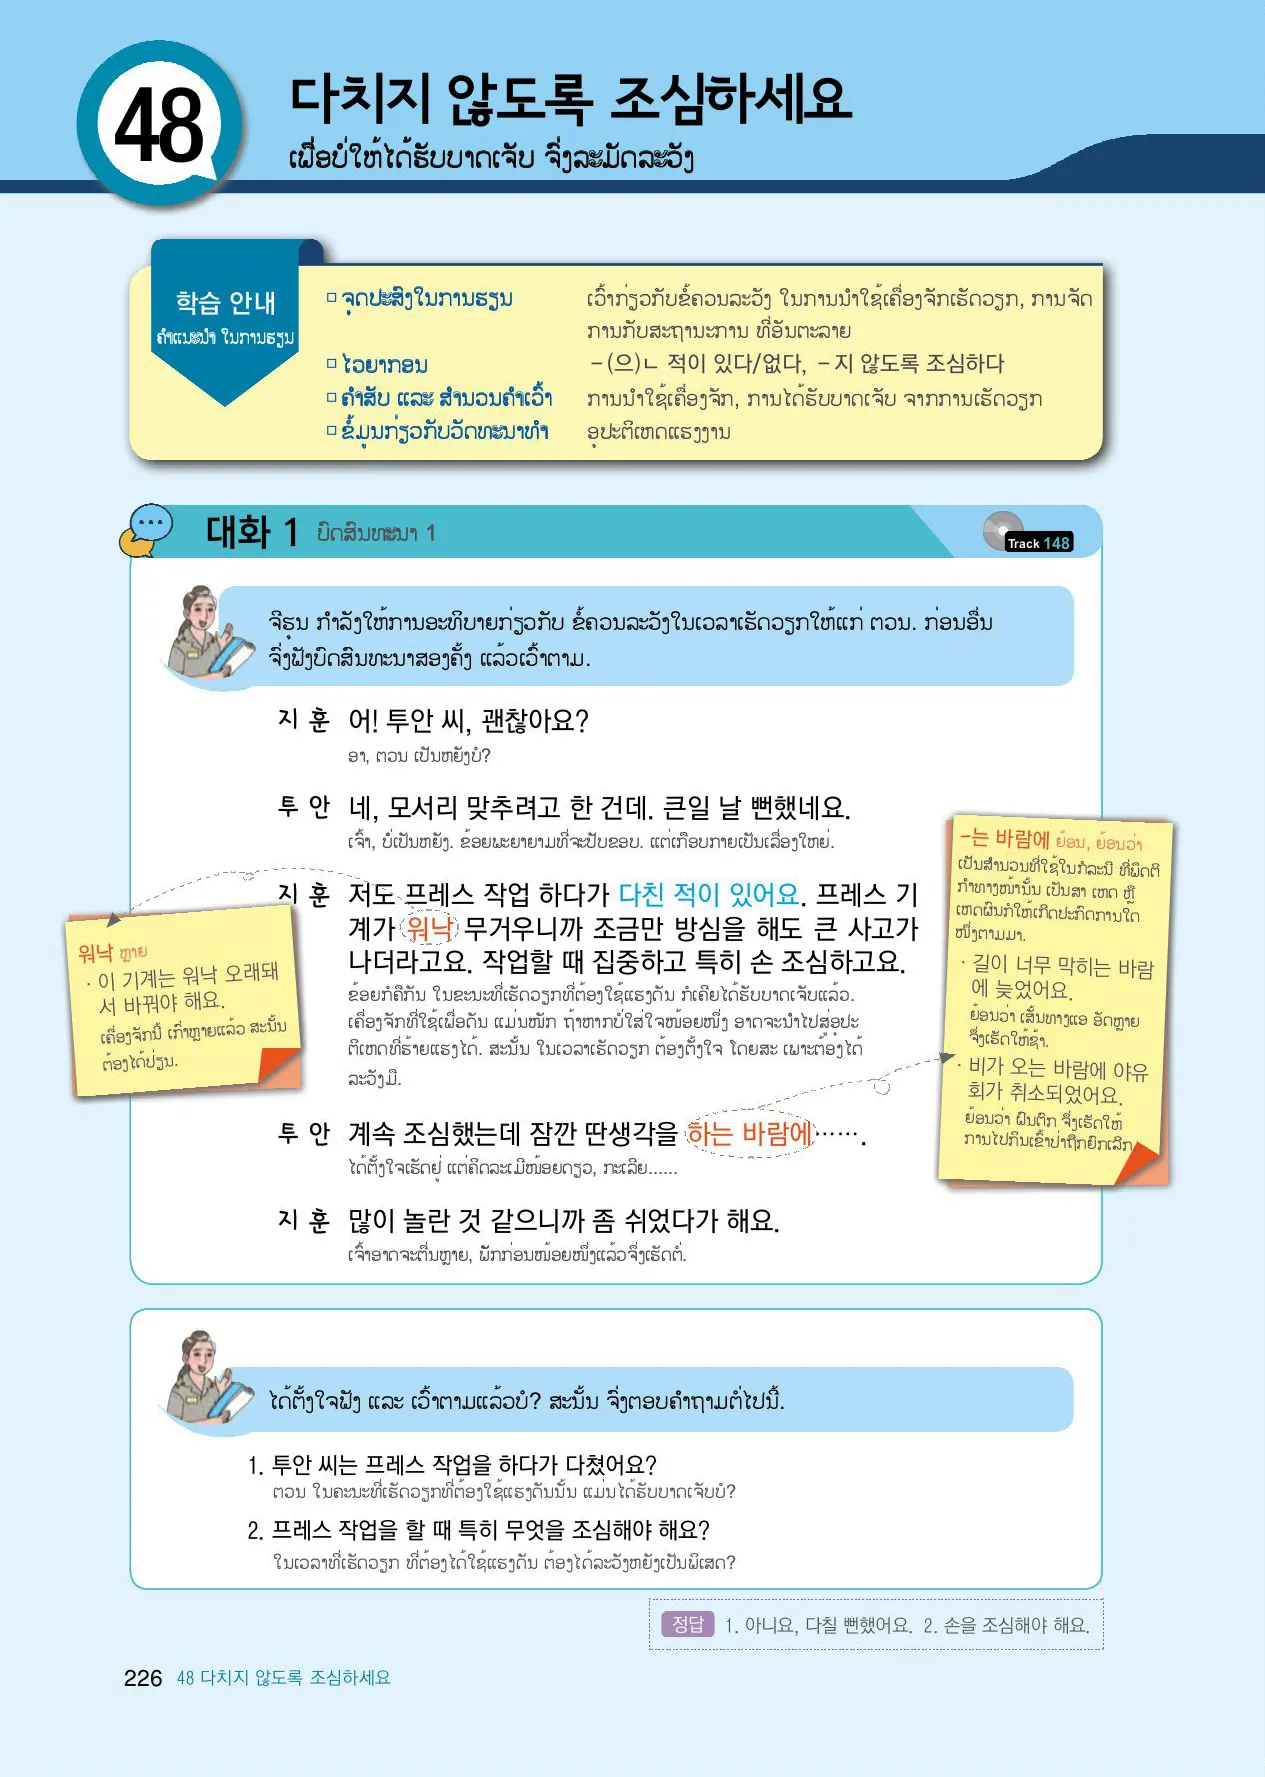 48
다치지 않도록 조심하세요
ເພື່ອບໍ່ໃຫ້ໄດ້ຮັບບາດເຈັບ ຈົ່ງລະມັດລະວັງ
학습 안내
ຄຳແນະນຳ ໃນການຮຽນ
□ ຈຸດປະສົງໃນການຮຽນ ເວົ້າກ່ຽວກັບຂໍ້ຄວນລະວັງ ໃນການນຳໃຊ້ເຄື່ອງຈັກເຮັດວຽກ, ການຈັດ
ການກັບສະຖານະການ ທີ່ອັນຕະລາຍ
□ ໄວຍາກອນ －(으)ㄴ 적이 있다/없다, －지 않도록 조심하다
□ ຄຳສັບ ແລະ ສຳນວນຄຳເວົ້າ ການນຳໃຊ້ເຄື່ອງຈັກ, ການໄດ້ຮັບບາດເຈັບ ຈາກການເຮັດວຽກ
□ ຂໍ້ມູນກ່ຽວກັບວັດທະນາທຳ ອຸປະຕິເຫດແຮງງານ
대화 1 ບົດສົນທະນາ 1
Track 148
ຈີຮຸນ ກຳລັງໃຫ້ການອະທິບາຍກ່ຽວກັບ ຂໍ້ຄວນລະວັງໃນເວລາເຮັດວຽກໃຫ້ແກ່ ຕວນ. ກ່ອນອື່ນ
ຈົ່ງຟັງບົດສົນທະນາສອງຄັ້ງ ແລ້ວເວົ້າຕາມ.
지 훈 어! 투안 씨, 괜찮아요?
ອາ, ຕວນ ເປັນຫຍັງບໍ?
투 안 네, 모서리 맞추려고 한 건데. 큰일 날 뻔했네요.
ເຈົ້າ, ບໍ່ເປັນຫຍັງ. ຂ້ອຍພະຍາຍາມທີ່ຈະປັບຂອບ. ແຕ່ເກືອບກາຍເປັນເລື່ອງໃຫຍ່.
지 훈 저도 프레스 작업 하다가 다친 적이 있어요. 프레스 기
계가 워낙 무거우니까 조금만 방심을 해도 큰 사고가
나더라고요. 작업할 때 집중하고 특히 손 조심하고요.
ຂ້ອຍກໍຄືກັນ ໃນຂະນະທີ່ເຮັດວຽກທີ່ຕ້ອງໃຊ້ແຮງດັນ ກໍເຄີຍໄດ້ຮັບບາດເຈັບແລ້ວ.
ເຄື່ອງຈັກທີ່ໃຊ້ເພື່ອດັນ ແມ່ນໜັກ ຖ້າຫາກບໍ່ໃສ່ໃຈໜ້ອຍໜຶ່ງ ອາດຈະນຳໄປສູ່ອຸປະ
ຕິເຫດທີ່ຮ້າຍແຮງໄດ້. ສະນັ້ນ ໃນເວລາເຮັດວຽກ ຕ້ອງຕັ້ງໃຈ ໂດຍສະ ເພາະຕ້ອງໄດ້
ລະວັງມື.
투 안 계속 조심했는데 잠깐 딴생각을 하는 바람에⋯⋯.
ໄດ້ຕັ້ງໃຈເຮັດຢູ່ ແຕ່ຄິດລະເມີໜ້ອຍດຽວ, ກະເລີຍ......
지 훈 많이 놀란 것 같으니까 좀 쉬었다가 해요.
ເຈົ້າອາດຈະຕື່ນຫຼາຍ, ພັກກ່ອນໜ້ອຍໜຶ່ງແລ້ວຈຶ່ງເຮັດຕໍ່.
워낙 ຫຼາຍ
· 이 기계는 워낙 오래돼
서 바꿔야 해요.
ເຄື່ອງຈັກນີ້ ເກົ່າຫຼາຍແລ້ວ ສະນັ້ນ
ຕ້ອງໄດ້ປ່ຽນ.
-는 바람에 ຍ້ອນ, ຍ້ອນວ່າ
ເປັນສຳນວນທີ່ໃຊ້ໃນກໍລະນີ ທີ່ພຶດຕິ
ກຳທາງໜ້ານັ້ນ ເປັນສາ ເຫດ ຫຼື
ເຫດຜົນກໍໃຫ້ເກີດປະກົດການໃດ
ໜຶ່ງຕາມມາ.
· 길이 너무 막히는 바람
에 늦었어요.
ຍ້ອນວ່າ ເສັ້ນທາງແອ ອັດຫຼາຍ
ຈຶ່ງເຮັດໃຫ້ຊ້າ.
· 비가 오는 바람에 야유
회가 취소되었어요.
ຍ້ອນວ່າ ຝົນຕົກ ຈຶ່ງເຮັດໃຫ້
ການໄປກິນເຂົ້າປ່າຖືກຍົກເລີກ.
ໄດ້ຕັ້ງໃຈຟັງ ແລະ ເວົ້າຕາມແລ້ວບໍ? ສະນັ້ນ ຈົ່ງຕອບຄຳຖາມຕໍ່ໄປນີ້.
1. 투안 씨는 프레스 작업을 하다가 다쳤어요?
ຕວນ ໃນຄະນະທີ່ເຮັດວຽກທີ່ຕ້ອງໃຊ້ແຮງດັນນັ້ນ ແມ່ນໄດ້ຮັບບາດເຈັບບໍ?
2. 프레스 작업을 할 때 특히 무엇을 조심해야 해요?
ໃນເວລາທີ່ເຮັດວຽກ ທີ່ຕ້ອງໄດ້ໃຊ້ແຮງດັນ ຕ້ອງໄດ້ລະວັງຫຍັງເປັນພິເສດ?
정답 1. 아니요, 다칠 뻔했어요. 2. 손을 조심해야 해요.
226 48 다치지 않도록 조심하세요